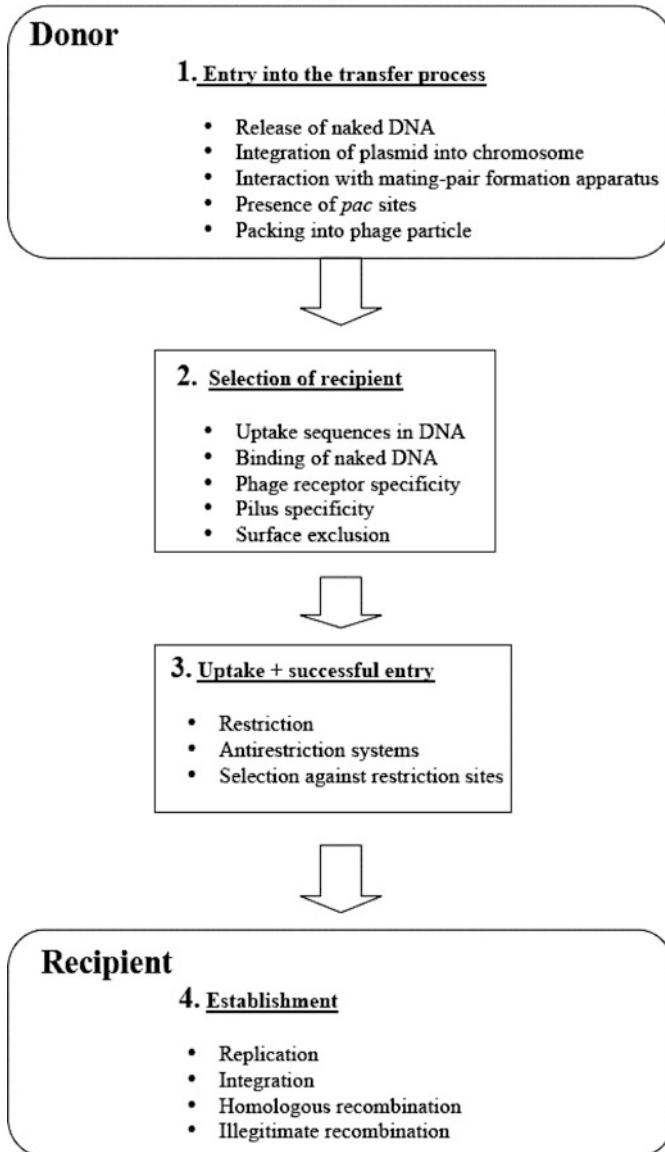 Donor
1. Entry into the transfer process
• Release of naked DNA
• Integration of plasmid into chromosome
• Interaction with mating-pair formation apparatus
• Presence of pac sites
• Packing into phage particle
2. Selection of recipient
• Uptake sequences in DNA
• Binding of naked DNA
• Phage receptor specificity
• Pilus specificity
• Surface exclusion
3. Uptake + successful entry
• Restriction
• Antirestriction systems
• Selection against restriction sites
Recipient
4. Establishment
• Replication
• Integration
• Homologous recombination
• Illegitimate recombination